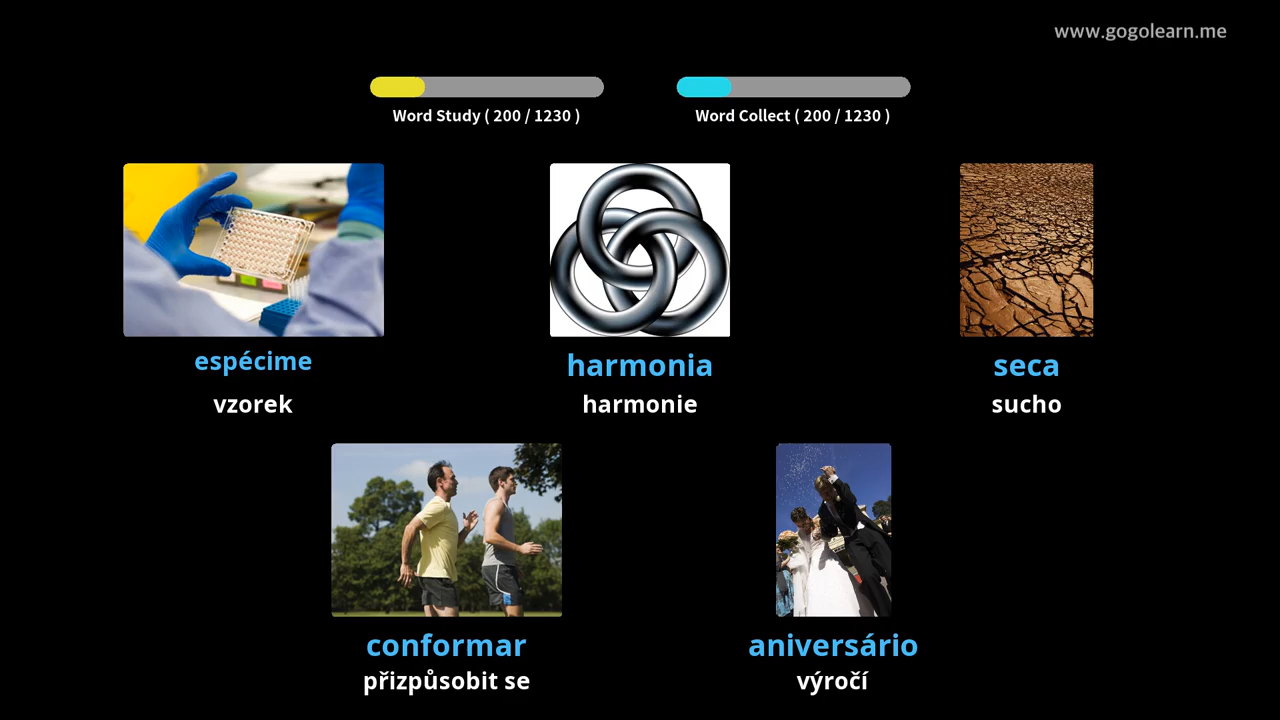 www.gogolearn.me
Word Study ( 200 / 1230 )
Word Collect ( 200 / 1230 )
espécime
vzorek
harmonia
harmonie
seca
sucho
conformar
přizpůsobit se
aniversário
výročí